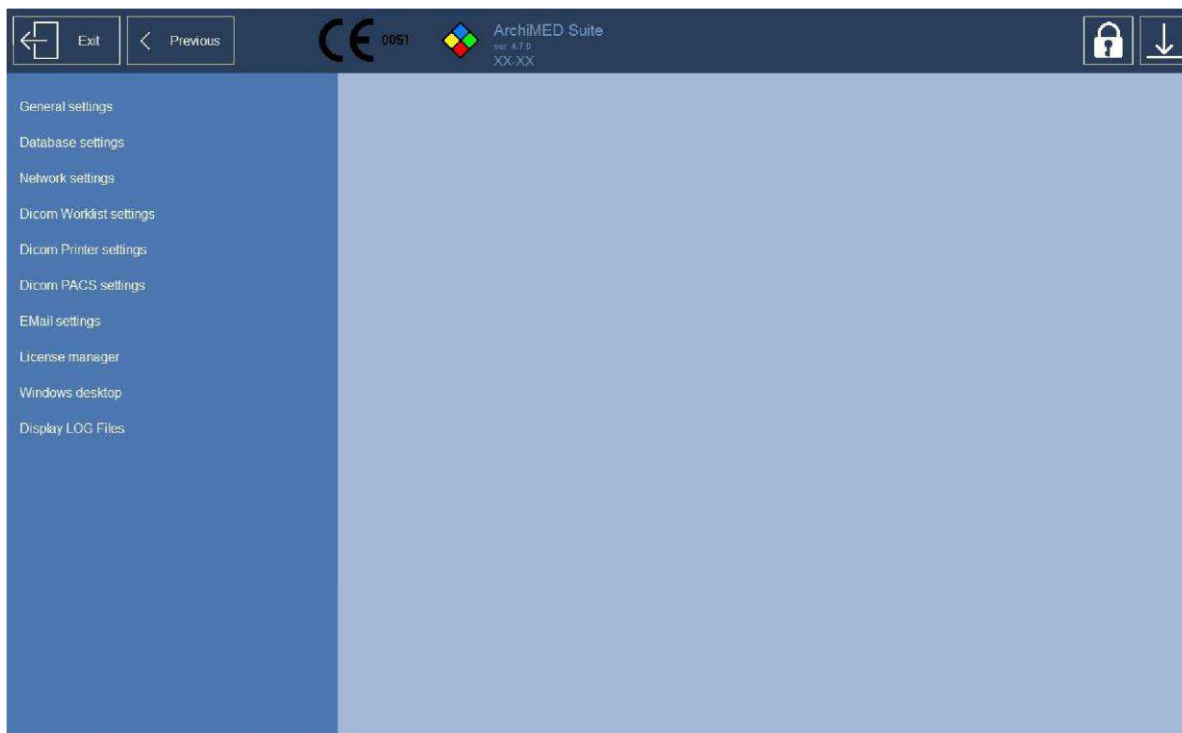 Exit
Previous
CE 0051
ArchiMED Suite
ver. 4.7.0
XX-XX
General settings
Database settings
Network settings
Dicom Worklist settings
Dicom Printer settings
Dicom PACS settings
EMail settings
License manager
Windows desktop
Display LOG Files